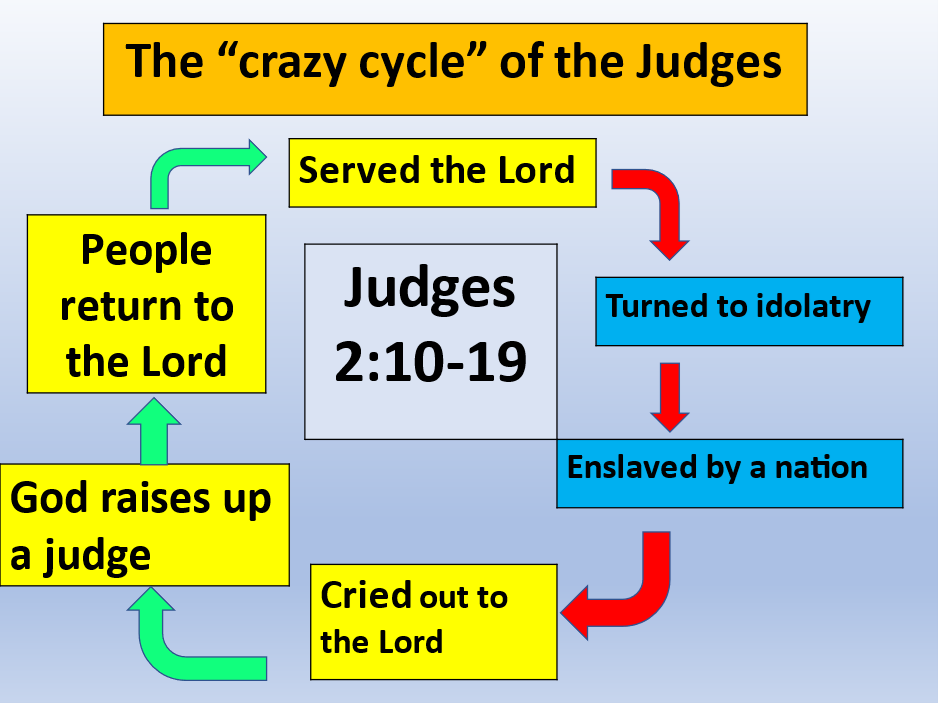 The “crazy cycle” of the Judges
Served the Lord
People
return to
the Lord
Judges
2:10-19
Turned to idolatry
Enslaved by a nation
God raises up
a judge
Cried out to
the Lord